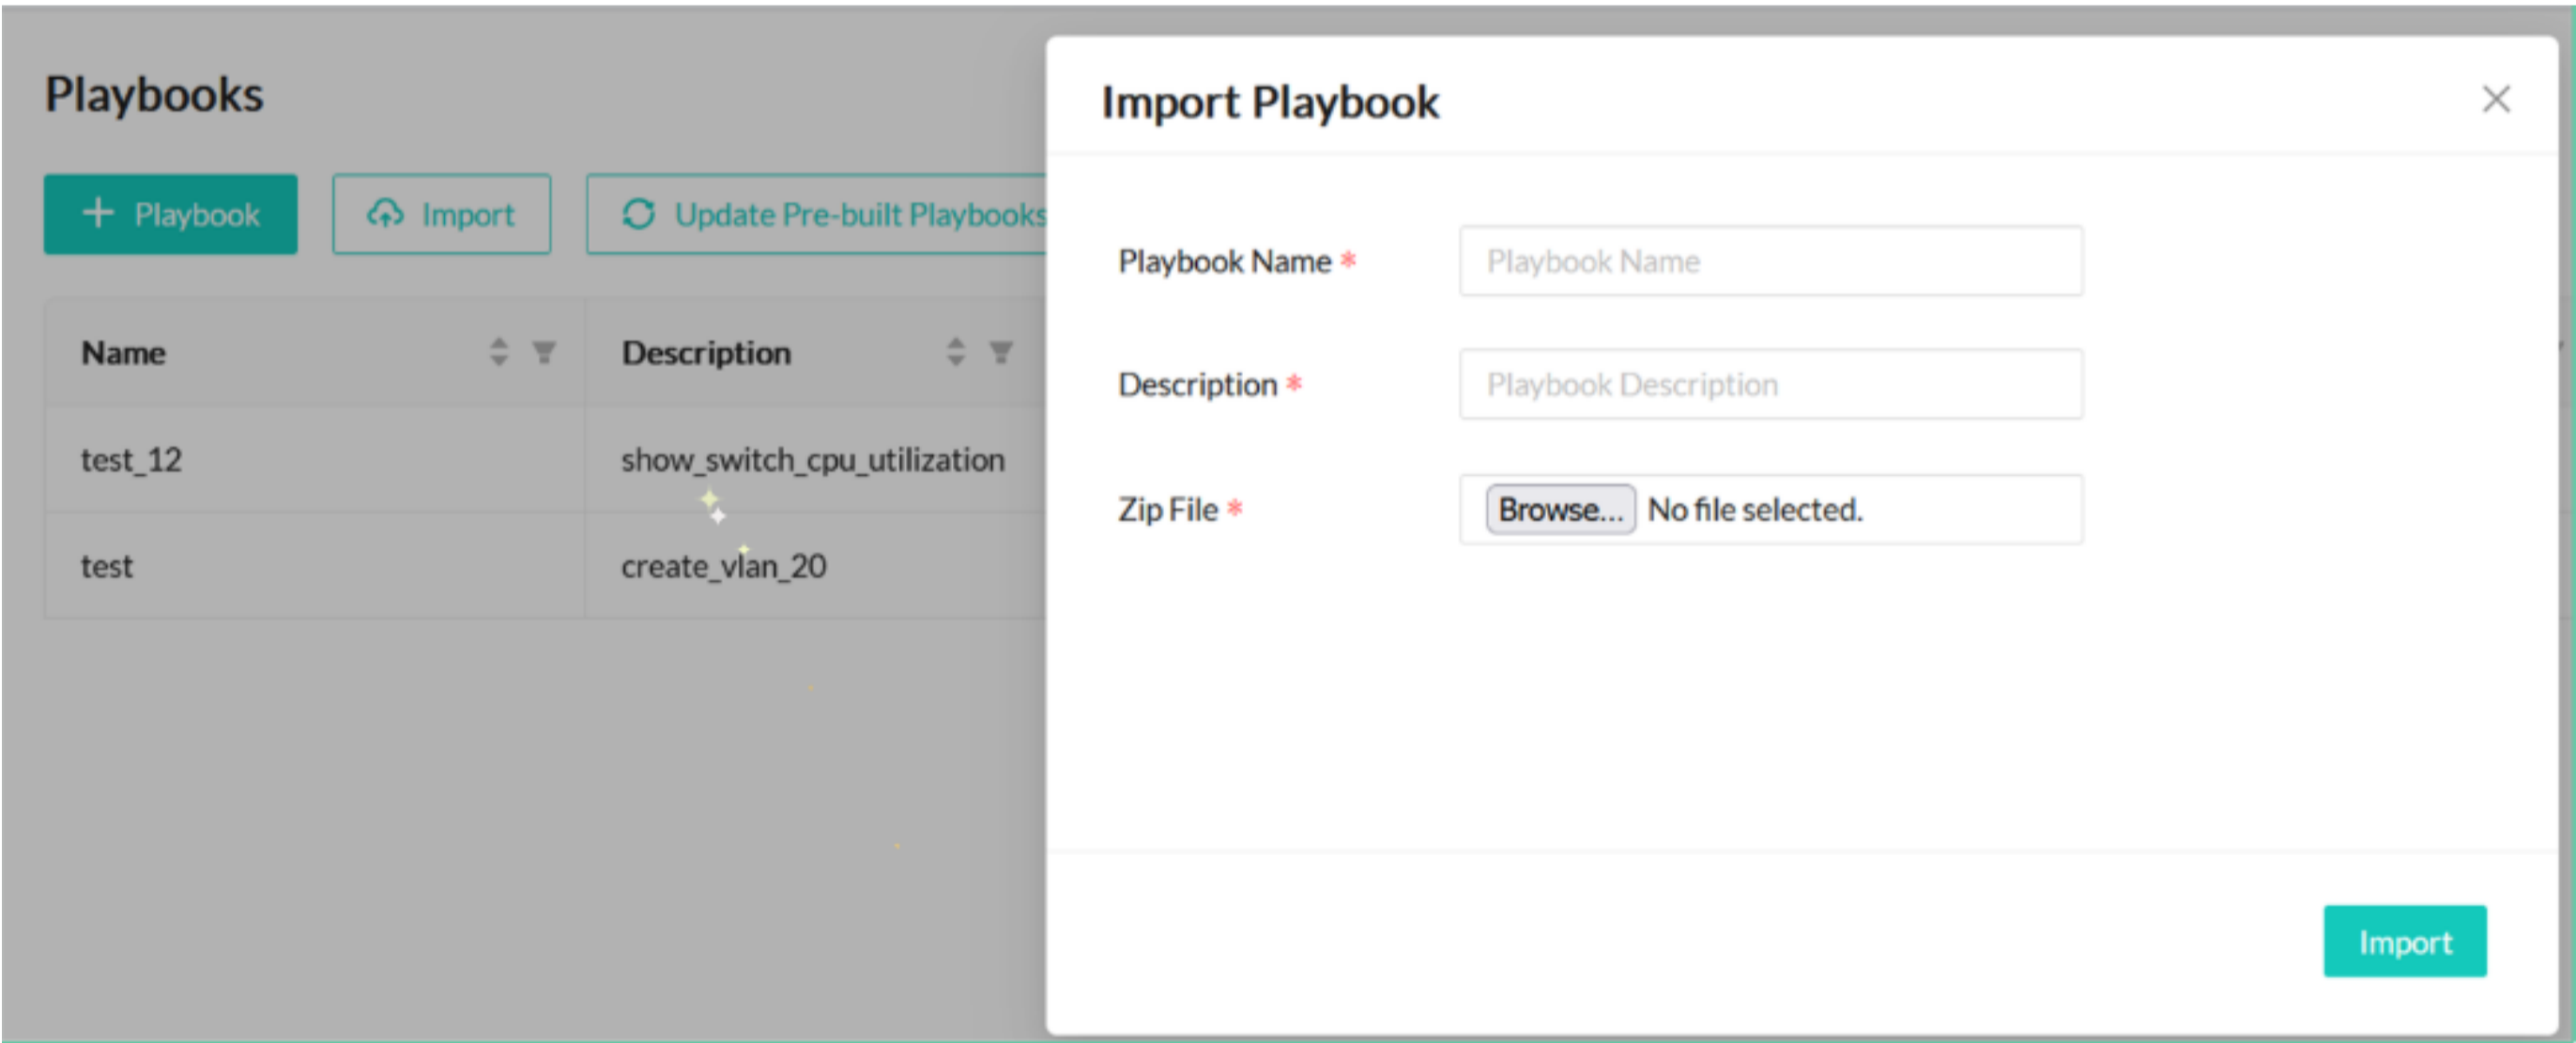 Playbooks
+ Playbook
Import
Update Pre-built Playbooks
Name
Description
test_12
show_switch_cpu_utilization
test
create_vlan_20
Import Playbook
Playbook Name *
Playbook Name
Description *
Playbook Description
Zip File *
Browse... No file selected.
Import